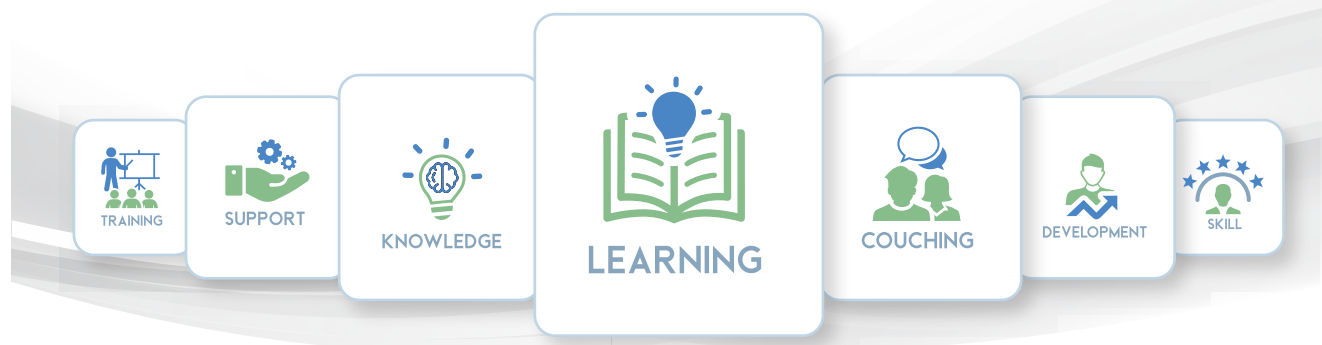 TRAINING
SUPPORT
KNOWLEDGE
LEARNING
COUCHING
DEVELOPMENT
SKILL